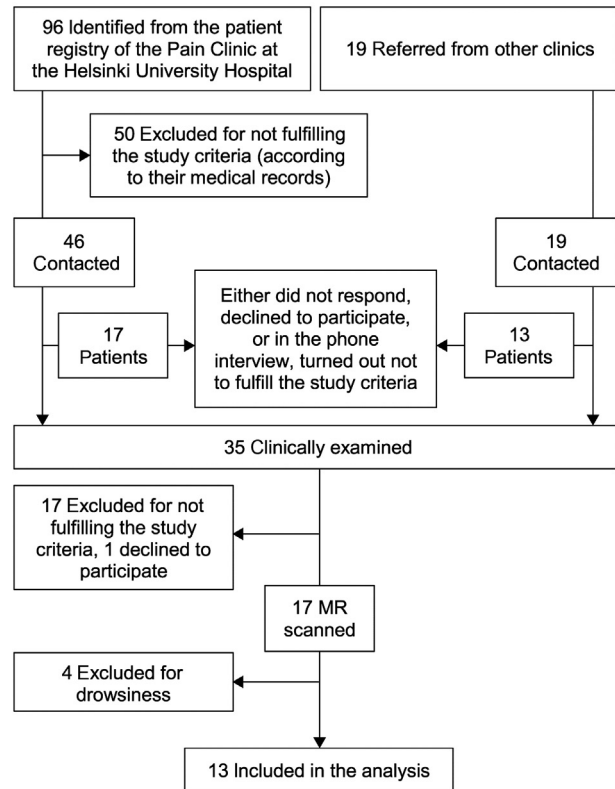 96 Identified from the patient
registry of the Pain Clinic at
the Helsinki University Hospital
19 Referred from other clinics
50 Excluded for not fulfilling
the study criteria (according
to their medical records)
46
Contacted
19
Contacted
Either did not respond,
declined to participate,
or in the phone
interview, turned out not
to fulfill the study criteria
17
Patients
13
Patients
35 Clinically examined
17 Excluded for not
fulfilling the study
criteria, 1 declined to
participate
17 MR
scanned
4 Excluded for
drowsiness
13 Included in the analysis